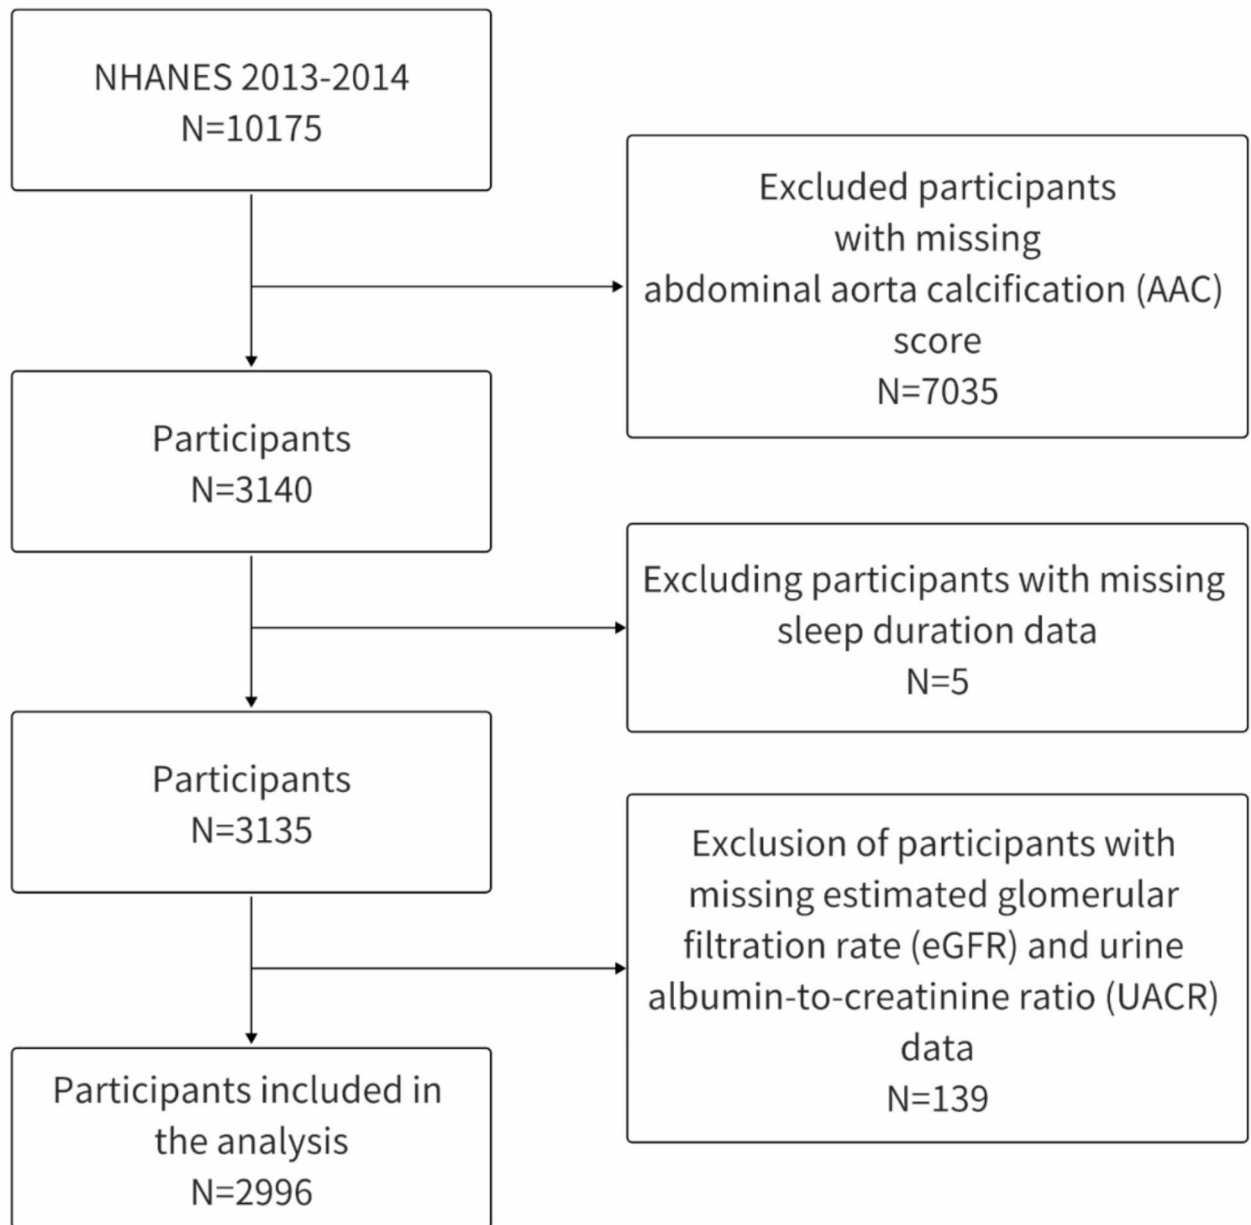 NHANES 2013-2014
N=10175
Excluded participants
with missing
abdominal aorta calcification (AAC)
score
N=7035
Participants
N=3140
Excluding participants with missing
sleep duration data
N=5
Participants
N=3135
Exclusion of participants with
missing estimated glomerular
filtration rate (eGFR) and urine
albumin-to-creatinine ratio (UACR)
data
N=139
Participants included in
the analysis
N=2996